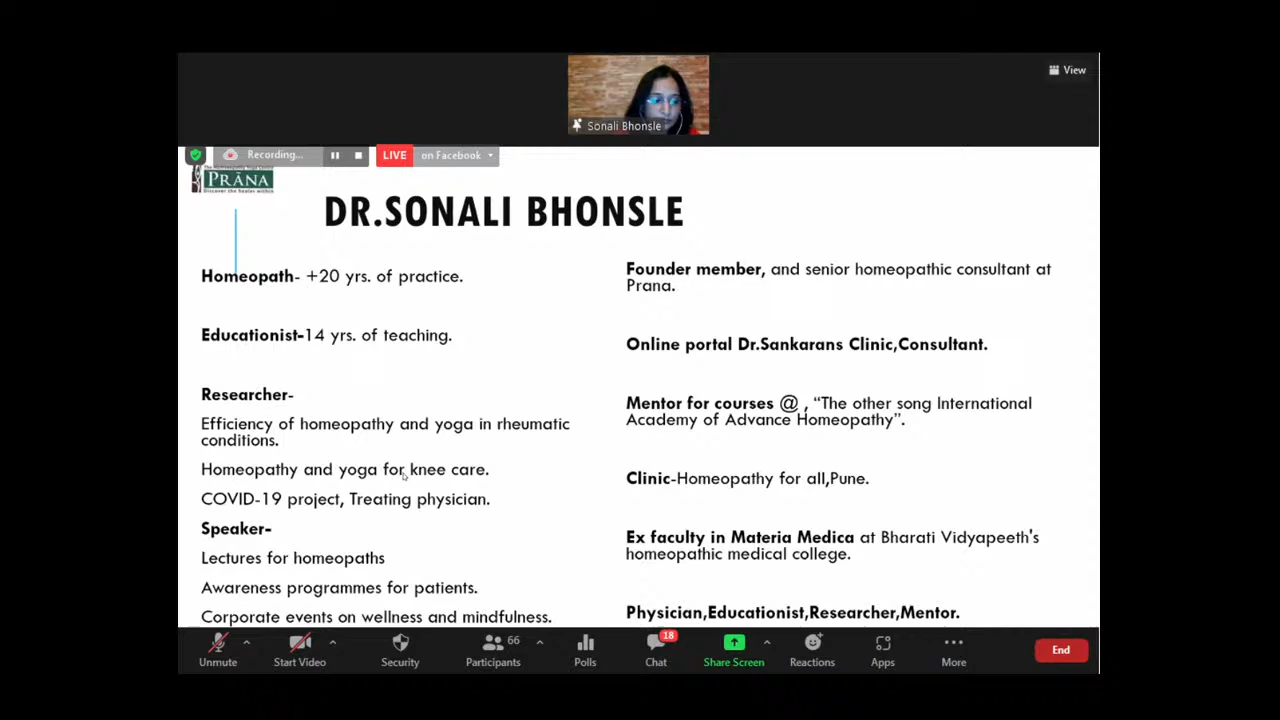 View
Sonali Bhonsle
Recording...
LIVE on Facebook
PRĀNA
Discover the healer within
DR.SONALI BHONSLE
Homeopath- +20 yrs. of practice.
Educationist-14 yrs. of teaching.
Researcher-
Efficiency of homeopathy and yoga in rheumatic
conditions.
Homeopathy and yoga for knee care.
COVID-19 project, Treating physician.
Speaker-
Lectures for homeopaths
Awareness programmes for patients.
Corporate events on wellness and mindfulness.
Founder member, and senior homeopathic consultant at
Prana.
Online portal Dr.Sankarans Clinic,Consultant.
Mentor for courses @ , “The other song International
Academy of Advance Homeopathy”.
Clinic-Homeopathy for all,Pune.
Ex faculty in Materia Medica at Bharati Vidyapeeth's
homeopathic medical college.
Physician,Educationist,Researcher,Mentor.
66
18
Unmute
Start Video
Security
Participants
Polls
Chat
Share Screen
Reactions
Apps
More
End